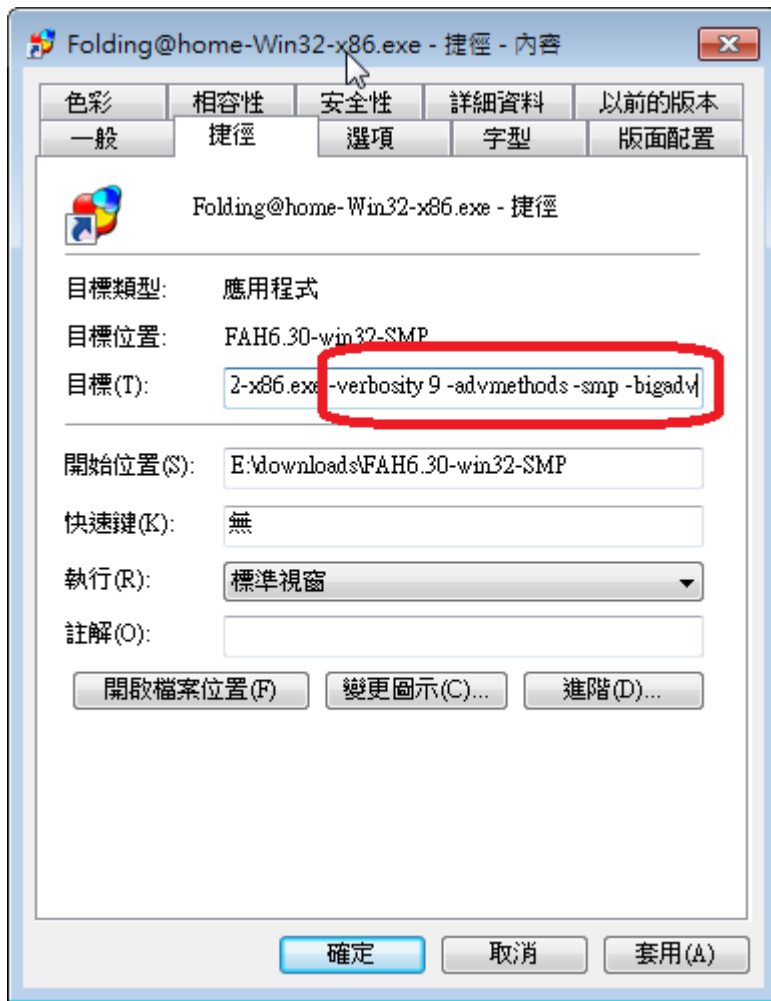 Folding@home-Win32-x86.exe - 捷徑 - 內容
色彩 相容性 安全性 詳細資料 以前的版本
一般 捷徑 選項 字型 版面配置
Folding@home-Win32-x86.exe - 捷徑
目標類型: 應用程式
目標位置: FAH6.30-win32-SMP
目標(T): 2-x86.exe -verbosity 9 -advmethods -smp -bigadv
開始位置(S): E:\downloads\FAH6.30-win32-SMP
快速鍵(K): 無
執行(R): 標準視窗
註解(O):
開啟檔案位置(F) 變更圖示(C)... 進階(D)...
確定 取消 套用(A)